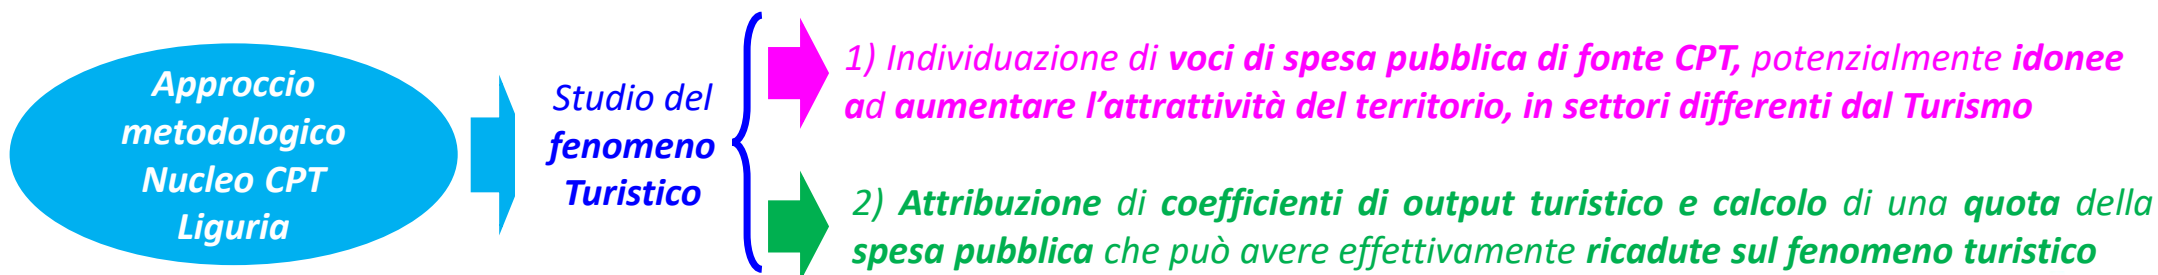 Approccio
metodologico
Nucleo CPT
Liguria
Studio del
fenomeno
Turistico
1) Individuazione di voci di spesa pubblica di fonte CPT, potenzialmente idonee
ad aumentare l’attrattività del territorio, in settori differenti dal Turismo
2) Attribuzione di coefficienti di output turistico e calcolo di una quota della
spesa pubblica che può avere effettivamente ricadute sul fenomeno turistico